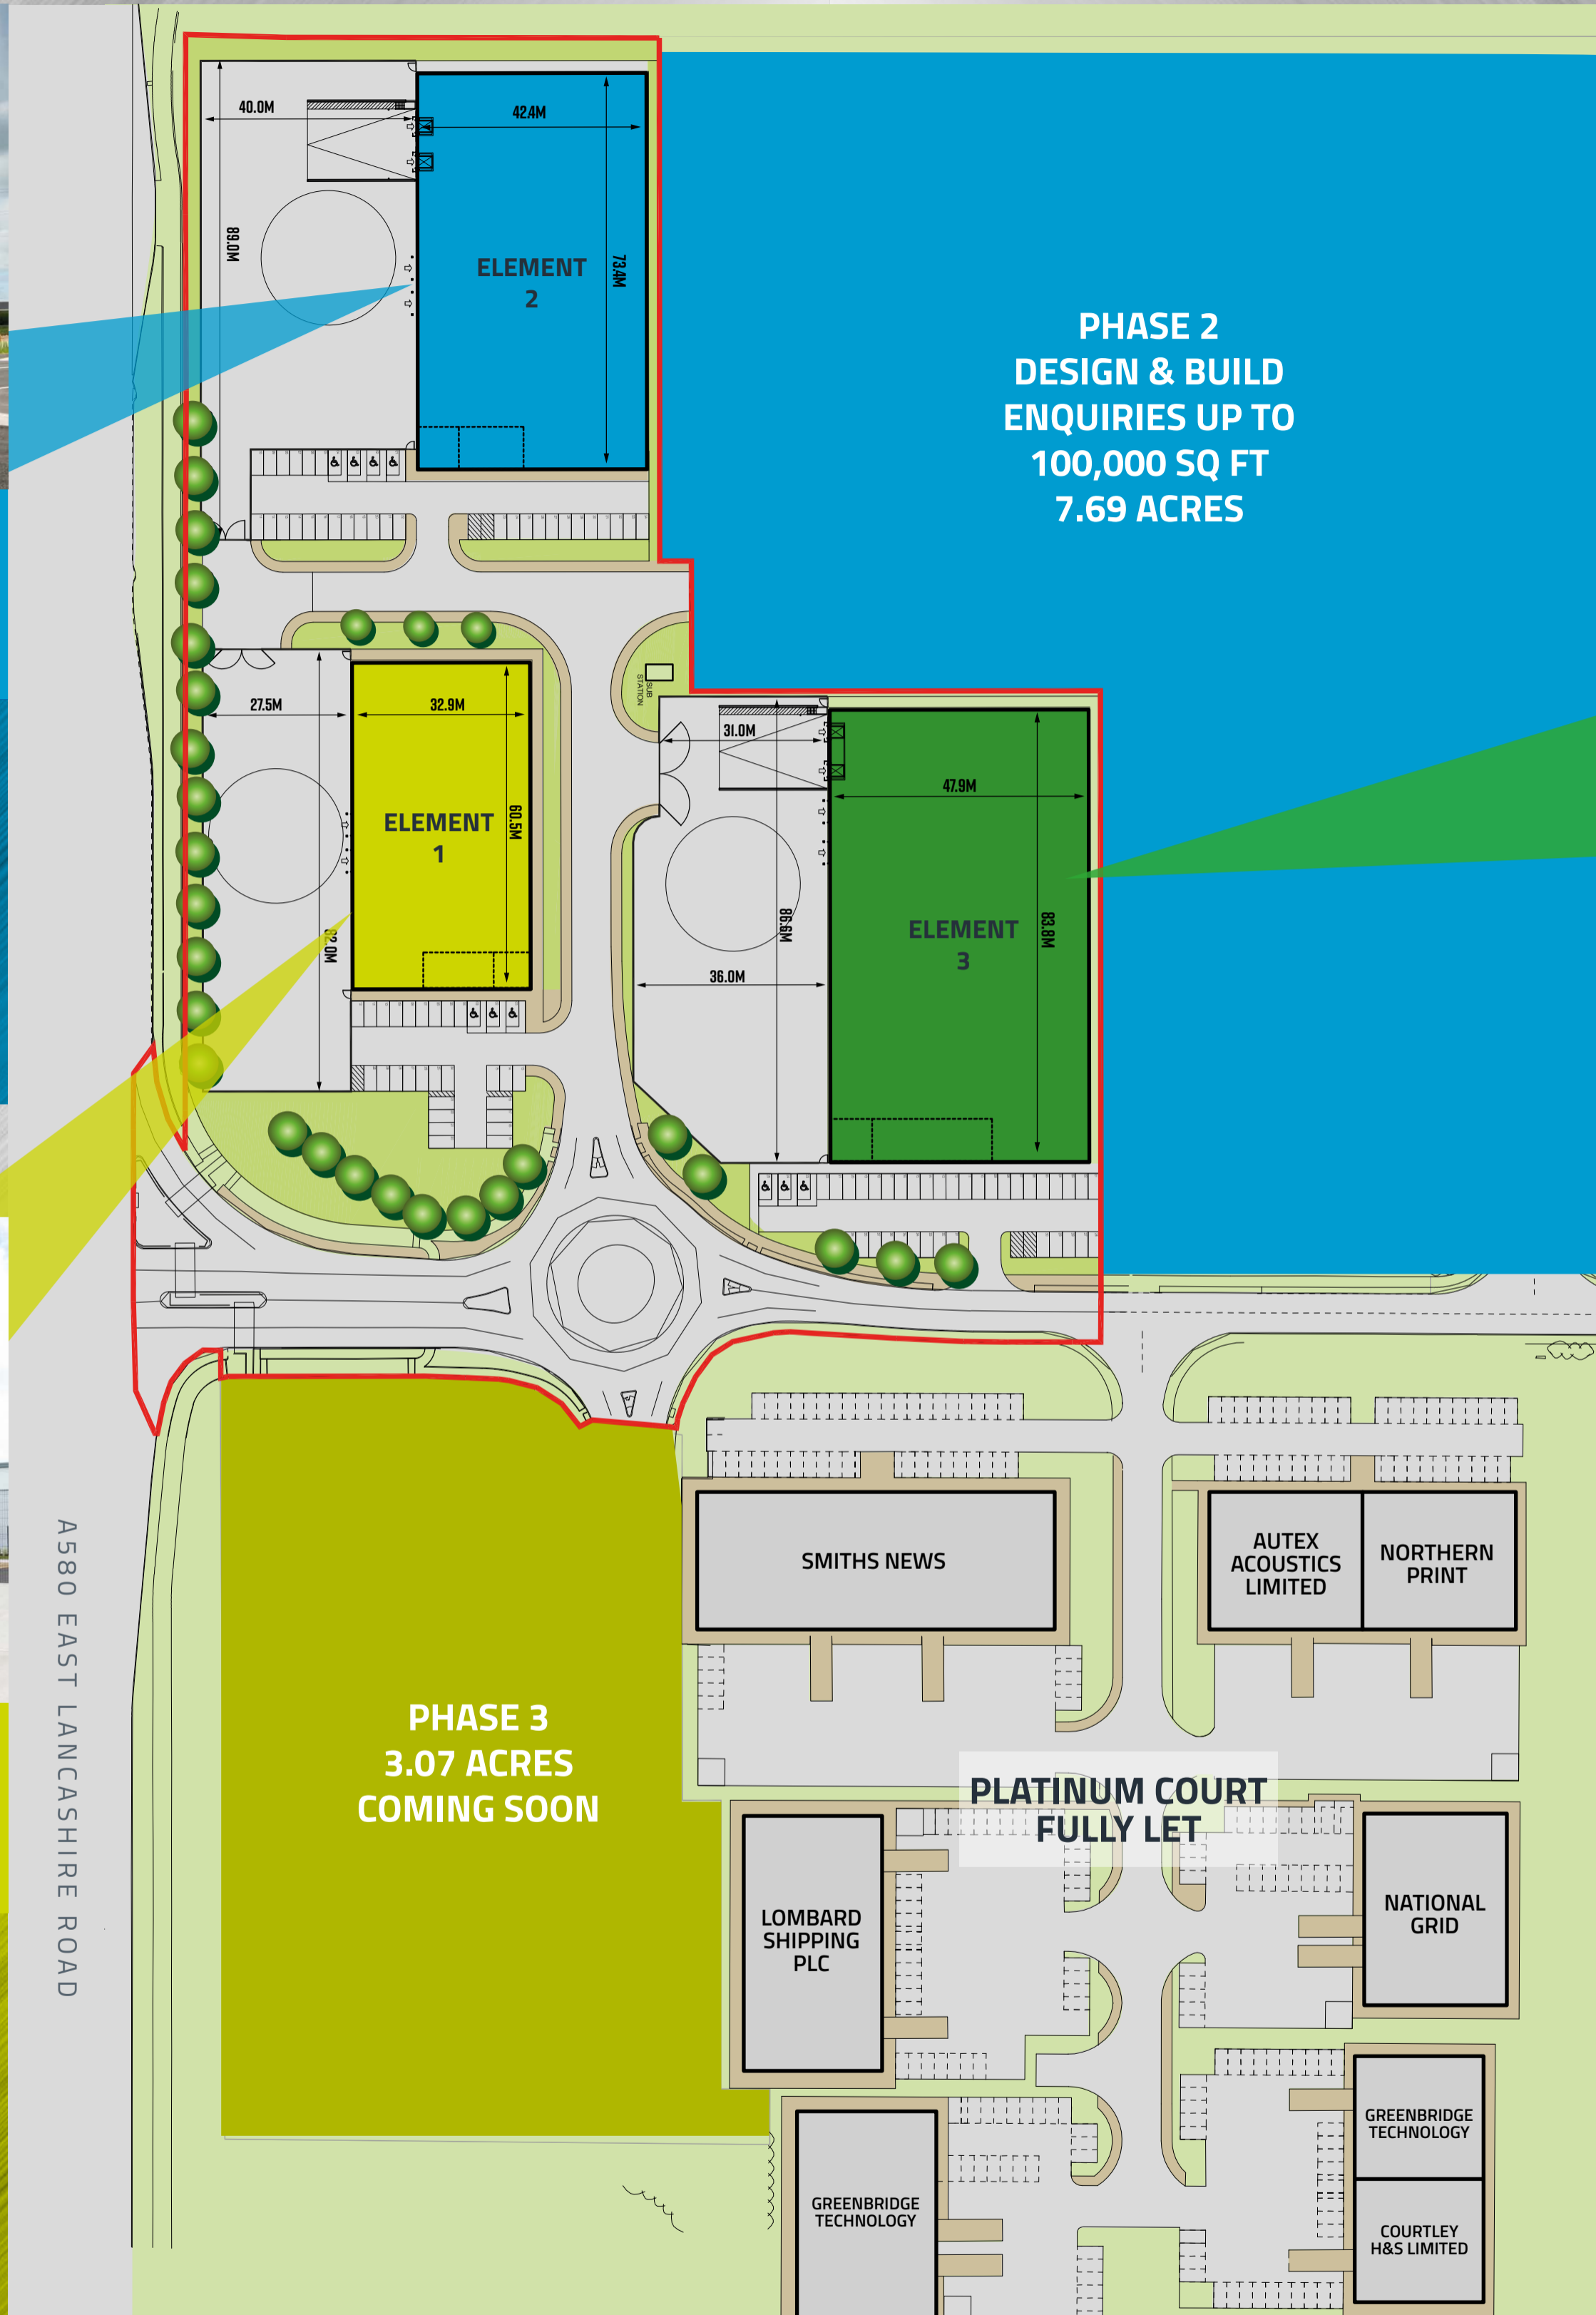 40.0M
42.4M
89.0M
73.4M
ELEMENT
2
PHASE 2
DESIGN & BUILD
ENQUIRIES UP TO
100,000 SQ FT
7.69 ACRES
SUB
STATION
27.5M
32.9M
31.0M
47.9M
ELEMENT
1
60.5M
86.6M
ELEMENT
3
83.8M
36.0M
A580 EAST LANCASHIRE ROAD
SMITHS NEWS
AUTEX
ACOUSTICS
LIMITED
NORTHERN
PRINT
PHASE 3
3.07 ACRES
COMING SOON
PLATINUM COURT
FULLY LET
LOMBARD
SHIPPING
PLC
NATIONAL
GRID
GREENBRIDGE
TECHNOLOGY
GREENBRIDGE
TECHNOLOGY
COURTLEY
H&S LIMITED